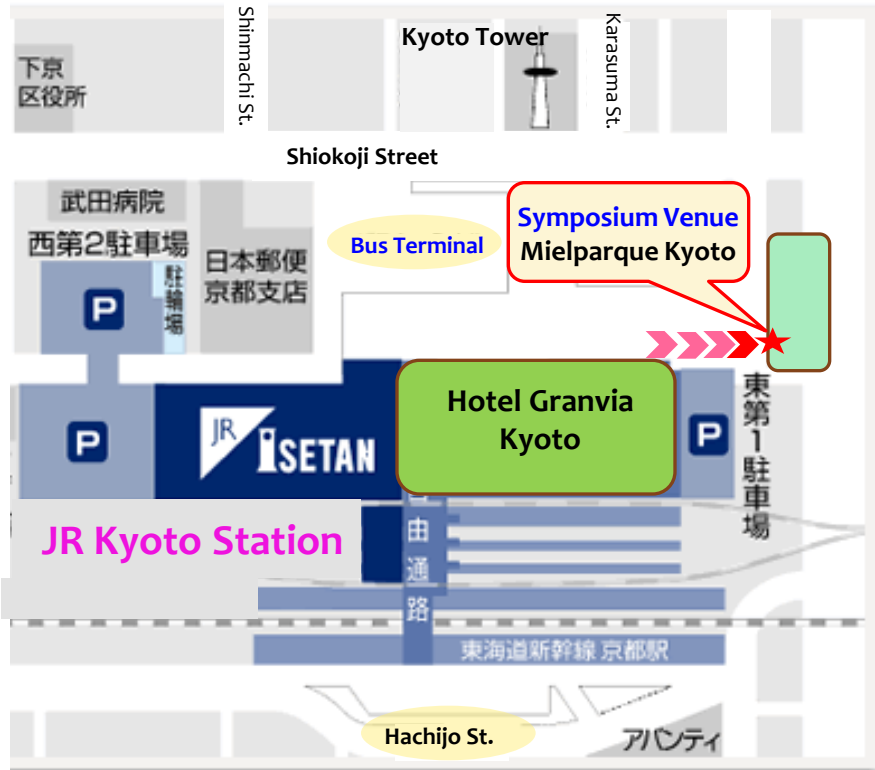 Shinmachi St.
Kyoto Tower
Karasuma St.
下京
区役所
Shiokoji Street
武田病院
西第2駐車場
駐輪場
P
日本郵便
京都支店
Bus Terminal
Symposium Venue
Mielparque Kyoto
P
JR
ISETAN
Hotel Granvia
Kyoto
P
東第1駐車場
JR Kyoto Station
由通路
東海道新幹線 京都駅
Hachijo St.
アバンティ